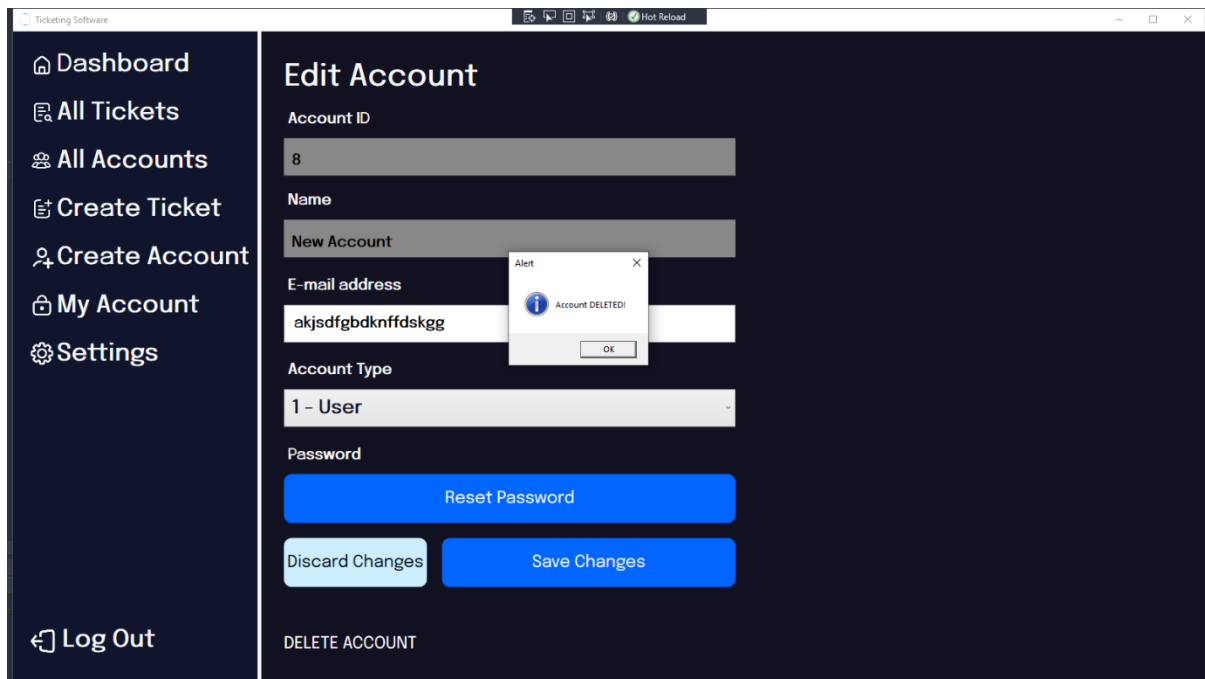 Ticketing Software
Hot Reload
Dashboard
All Tickets
All Accounts
Create Ticket
Create Account
My Account
Settings
Log Out
Edit Account
Account ID
8
Name
New Account
E-mail address
akjsdfgbdknffdskgg
Account Type
1 - User
Password
Reset Password
Discard Changes
Save Changes
DELETE ACCOUNT
Alert
Account DELETED!
OK